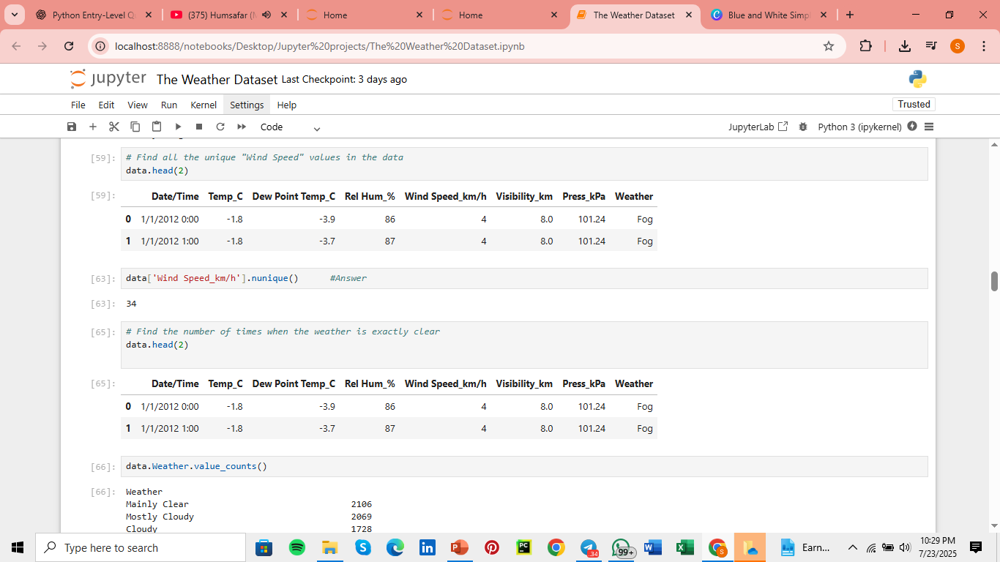 Python Entry-Level Q
(375) Humsafar (
Home
Home
The Weather Dataset
Blue and White Simp
localhost:8888/notebooks/Desktop/Jupyter%20projects/The%20Weather%20Dataset.ipynb
S
jupyter The Weather Dataset Last Checkpoint: 3 days ago
File Edit View Run Kernel Settings Help
Trusted
Code
JupyterLab
Python 3 (ipykernel)
[59]: # Find all the unique "Wind Speed" values in the data
data.head(2)
[59]: Date/Time Temp_C Dew Point Temp_C Rel Hum_% Wind Speed_km/h Visibility_km Press_kPa Weather
0 1/1/2012 0:00 -1.8 -3.9 86 4 8.0 101.24 Fog
1 1/1/2012 1:00 -1.8 -3.7 87 4 8.0 101.24 Fog
[63]: data['Wind Speed_km/h'].nunique() #Answer
[63]: 34
[65]: # Find the number of times when the weather is exactly clear
data.head(2)
[65]: Date/Time Temp_C Dew Point Temp_C Rel Hum_% Wind Speed_km/h Visibility_km Press_kPa Weather
0 1/1/2012 0:00 -1.8 -3.9 86 4 8.0 101.24 Fog
1 1/1/2012 1:00 -1.8 -3.7 87 4 8.0 101.24 Fog
[66]: data.Weather.value_counts()
[66]: Weather
Mainly Clear 2106
Mostly Cloudy 2069
Cloudy 1728
Type here to search
99+
Earn...
10:29 PM
7/23/2025